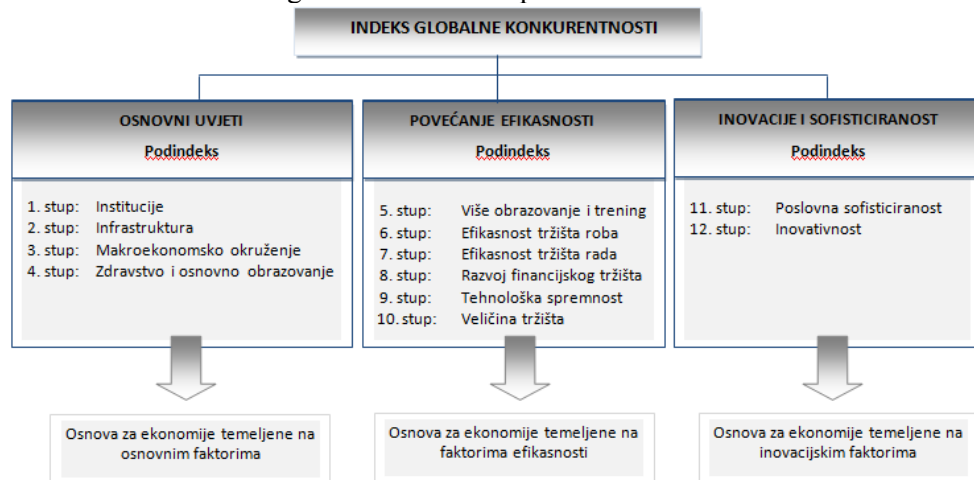 INDEKS GLOBALNE KONKURENTNOSTI
OSNOVNI UVJETI
Podindeks
1. stup: Institucije
2. stup: Infrastruktura
3. stup: Makroekonomsko okruženje
4. stup: Zdravstvo i osnovno obrazovanje
Osnova za ekonomije temeljene na
osnovnim faktorima
POVEĆANJE EFIKASNOSTI
Podindeks
5. stup: Više obrazovanje i trening
6. stup: Efikasnost tržišta roba
7. stup: Efikasnost tržišta rada
8. stup: Razvoj financijskog tržišta
9. stup: Tehnološka spremnost
10. stup: Veličina tržišta
Osnova za ekonomije temeljene na
faktorima efikasnosti
INOVACIJE I SOFISTICIRANOST
Podindeks
11. stup: Poslovna sofisticiranost
12. stup: Inovativnost
Osnova za ekonomije temeljene na
inovacijskim faktorima